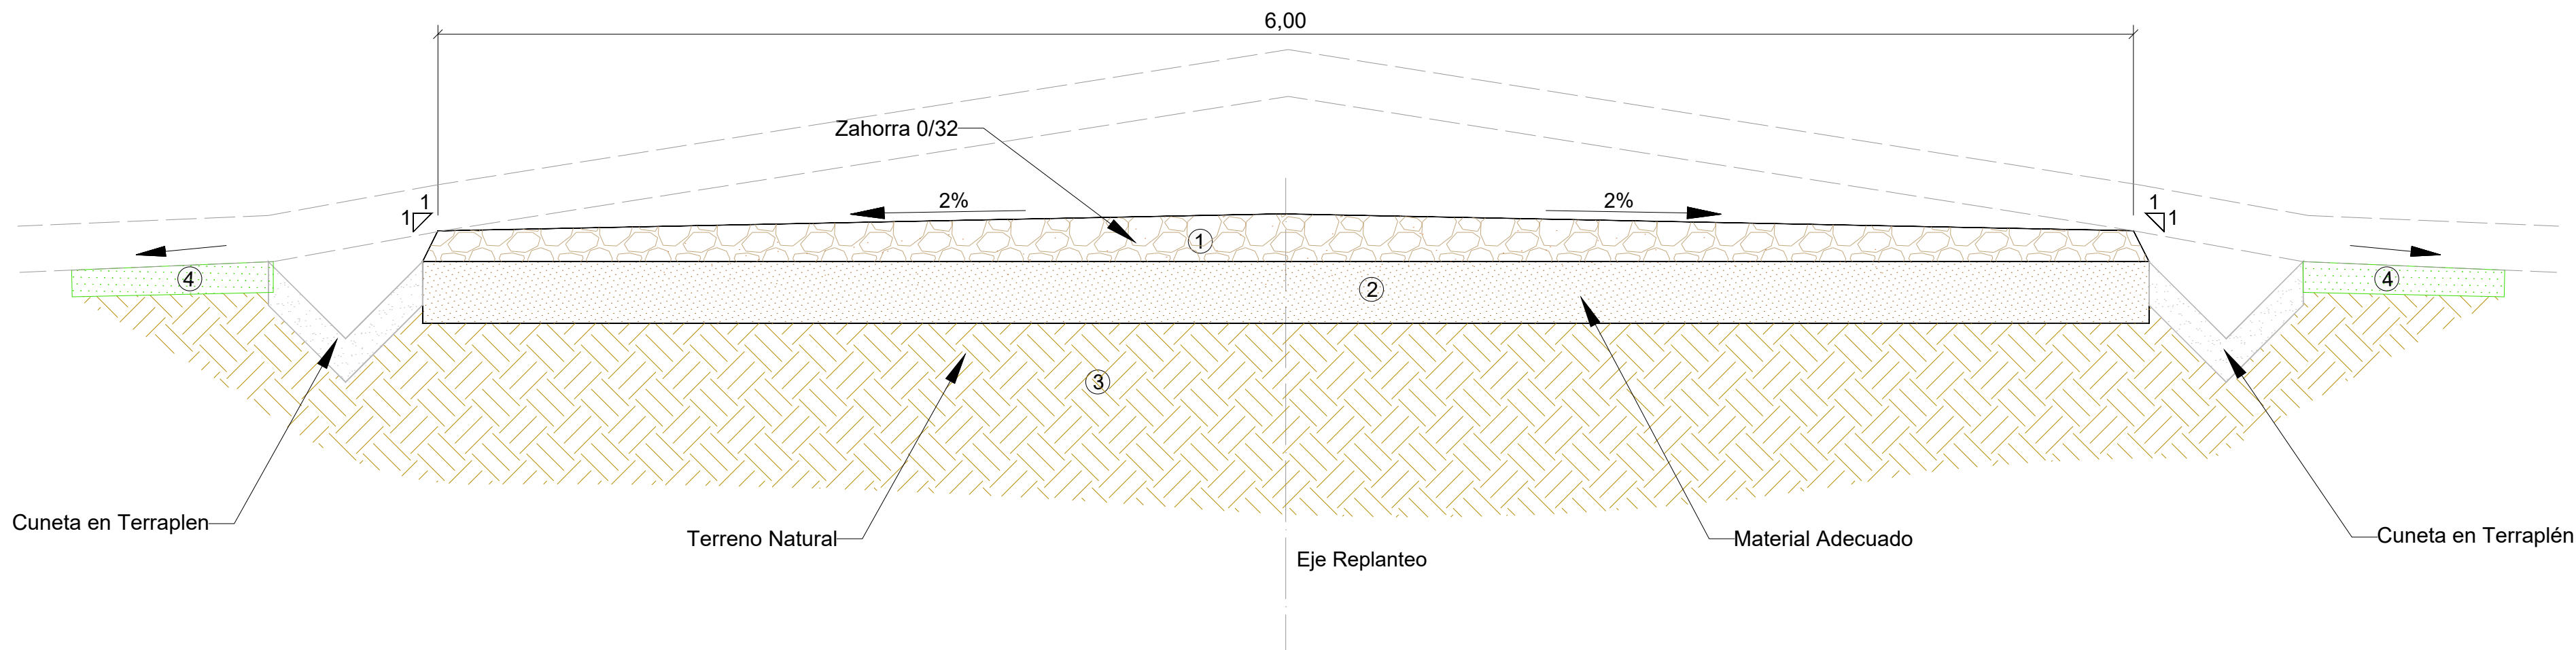 6,00
Zahorra 0/32
2%
2%
1
1
1
1
1
4
4
2
3
Cuneta en Terraplen
Terreno Natural
Material Adecuado
Cuneta en Terraplén
Eje Replanteo